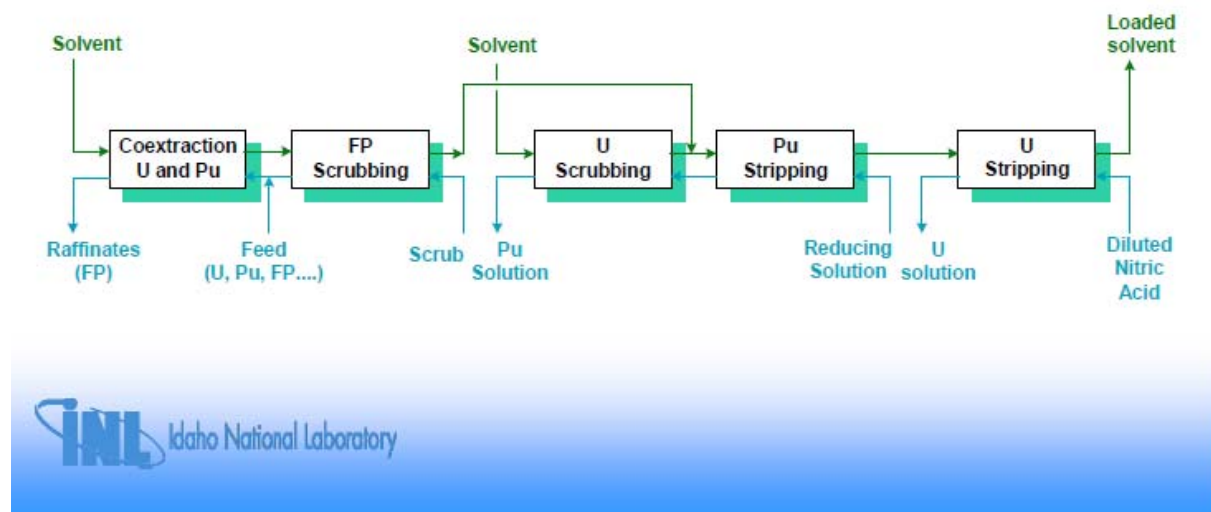 Solvent
Solvent
Loaded
solvent
Coextraction
U and Pu
FP
Scrubbing
U
Scrubbing
Pu
Stripping
U
Stripping
Raffinates
(FP)
Feed
(U, Pu, FP....)
Scrub
Pu
Solution
Reducing
Solution
U
solution
Diluted
Nitric
Acid
INL Idaho National Laboratory